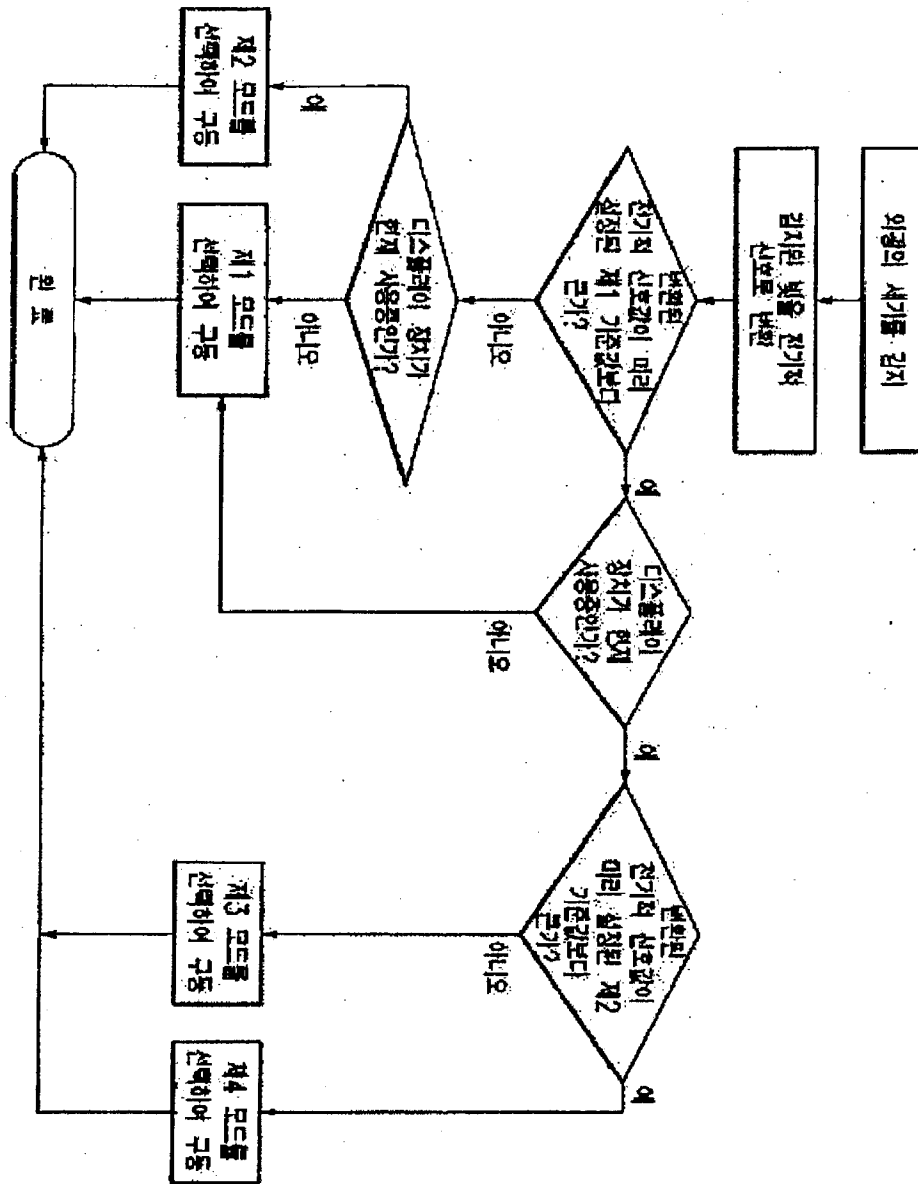 외광의 세기를 감지
감지된 빛을 전기적
신호로 변환
변환된
전기적 신호값이 미리
설정된 제1 기준값보다
큰가?
예
아니오
디스플레이 장치가
현재 사용중인가?
예
아니오
제2 모드를
선택하여 구동
제1 모드를
선택하여 구동
디스플레이
장치가 현재
사용중인가?
예
아니오
변환된
전기적 신호값이
미리 설정된 제2
기준값보다
큰가?
아니오
예
제3 모드를
선택하여 구동
제4 모드를
선택하여 구동
완 료